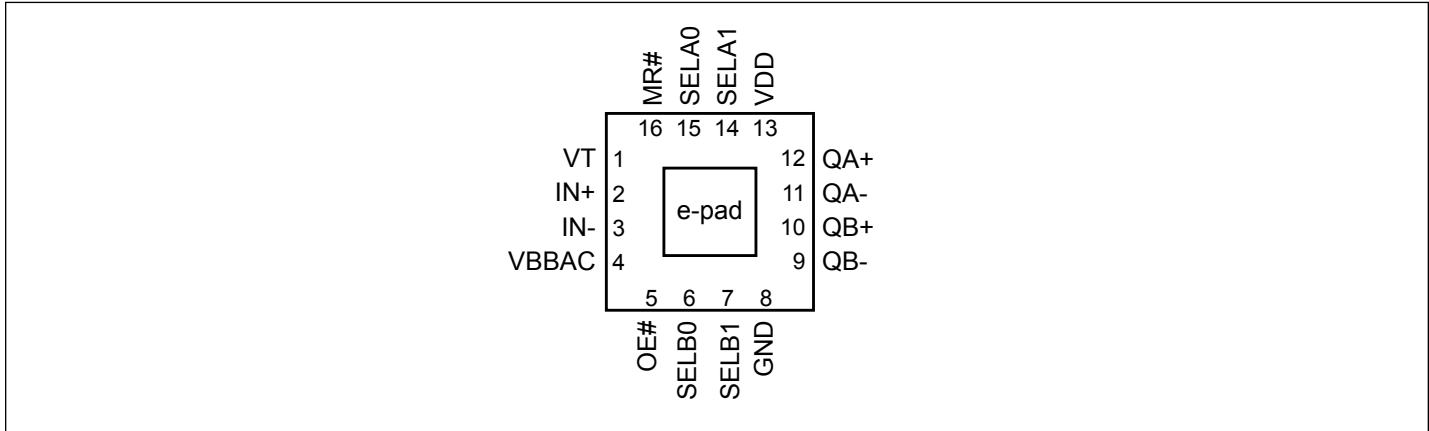 MR# SELA0 SELA1 VDD
16 15 14 13
VT 1 12 QA+
IN+ 2 11 QA-
e-pad
IN- 3 10 QB+
VBBAC 4 9 QB-
5 6 7 8
OE# SELB0 SELB1 GND